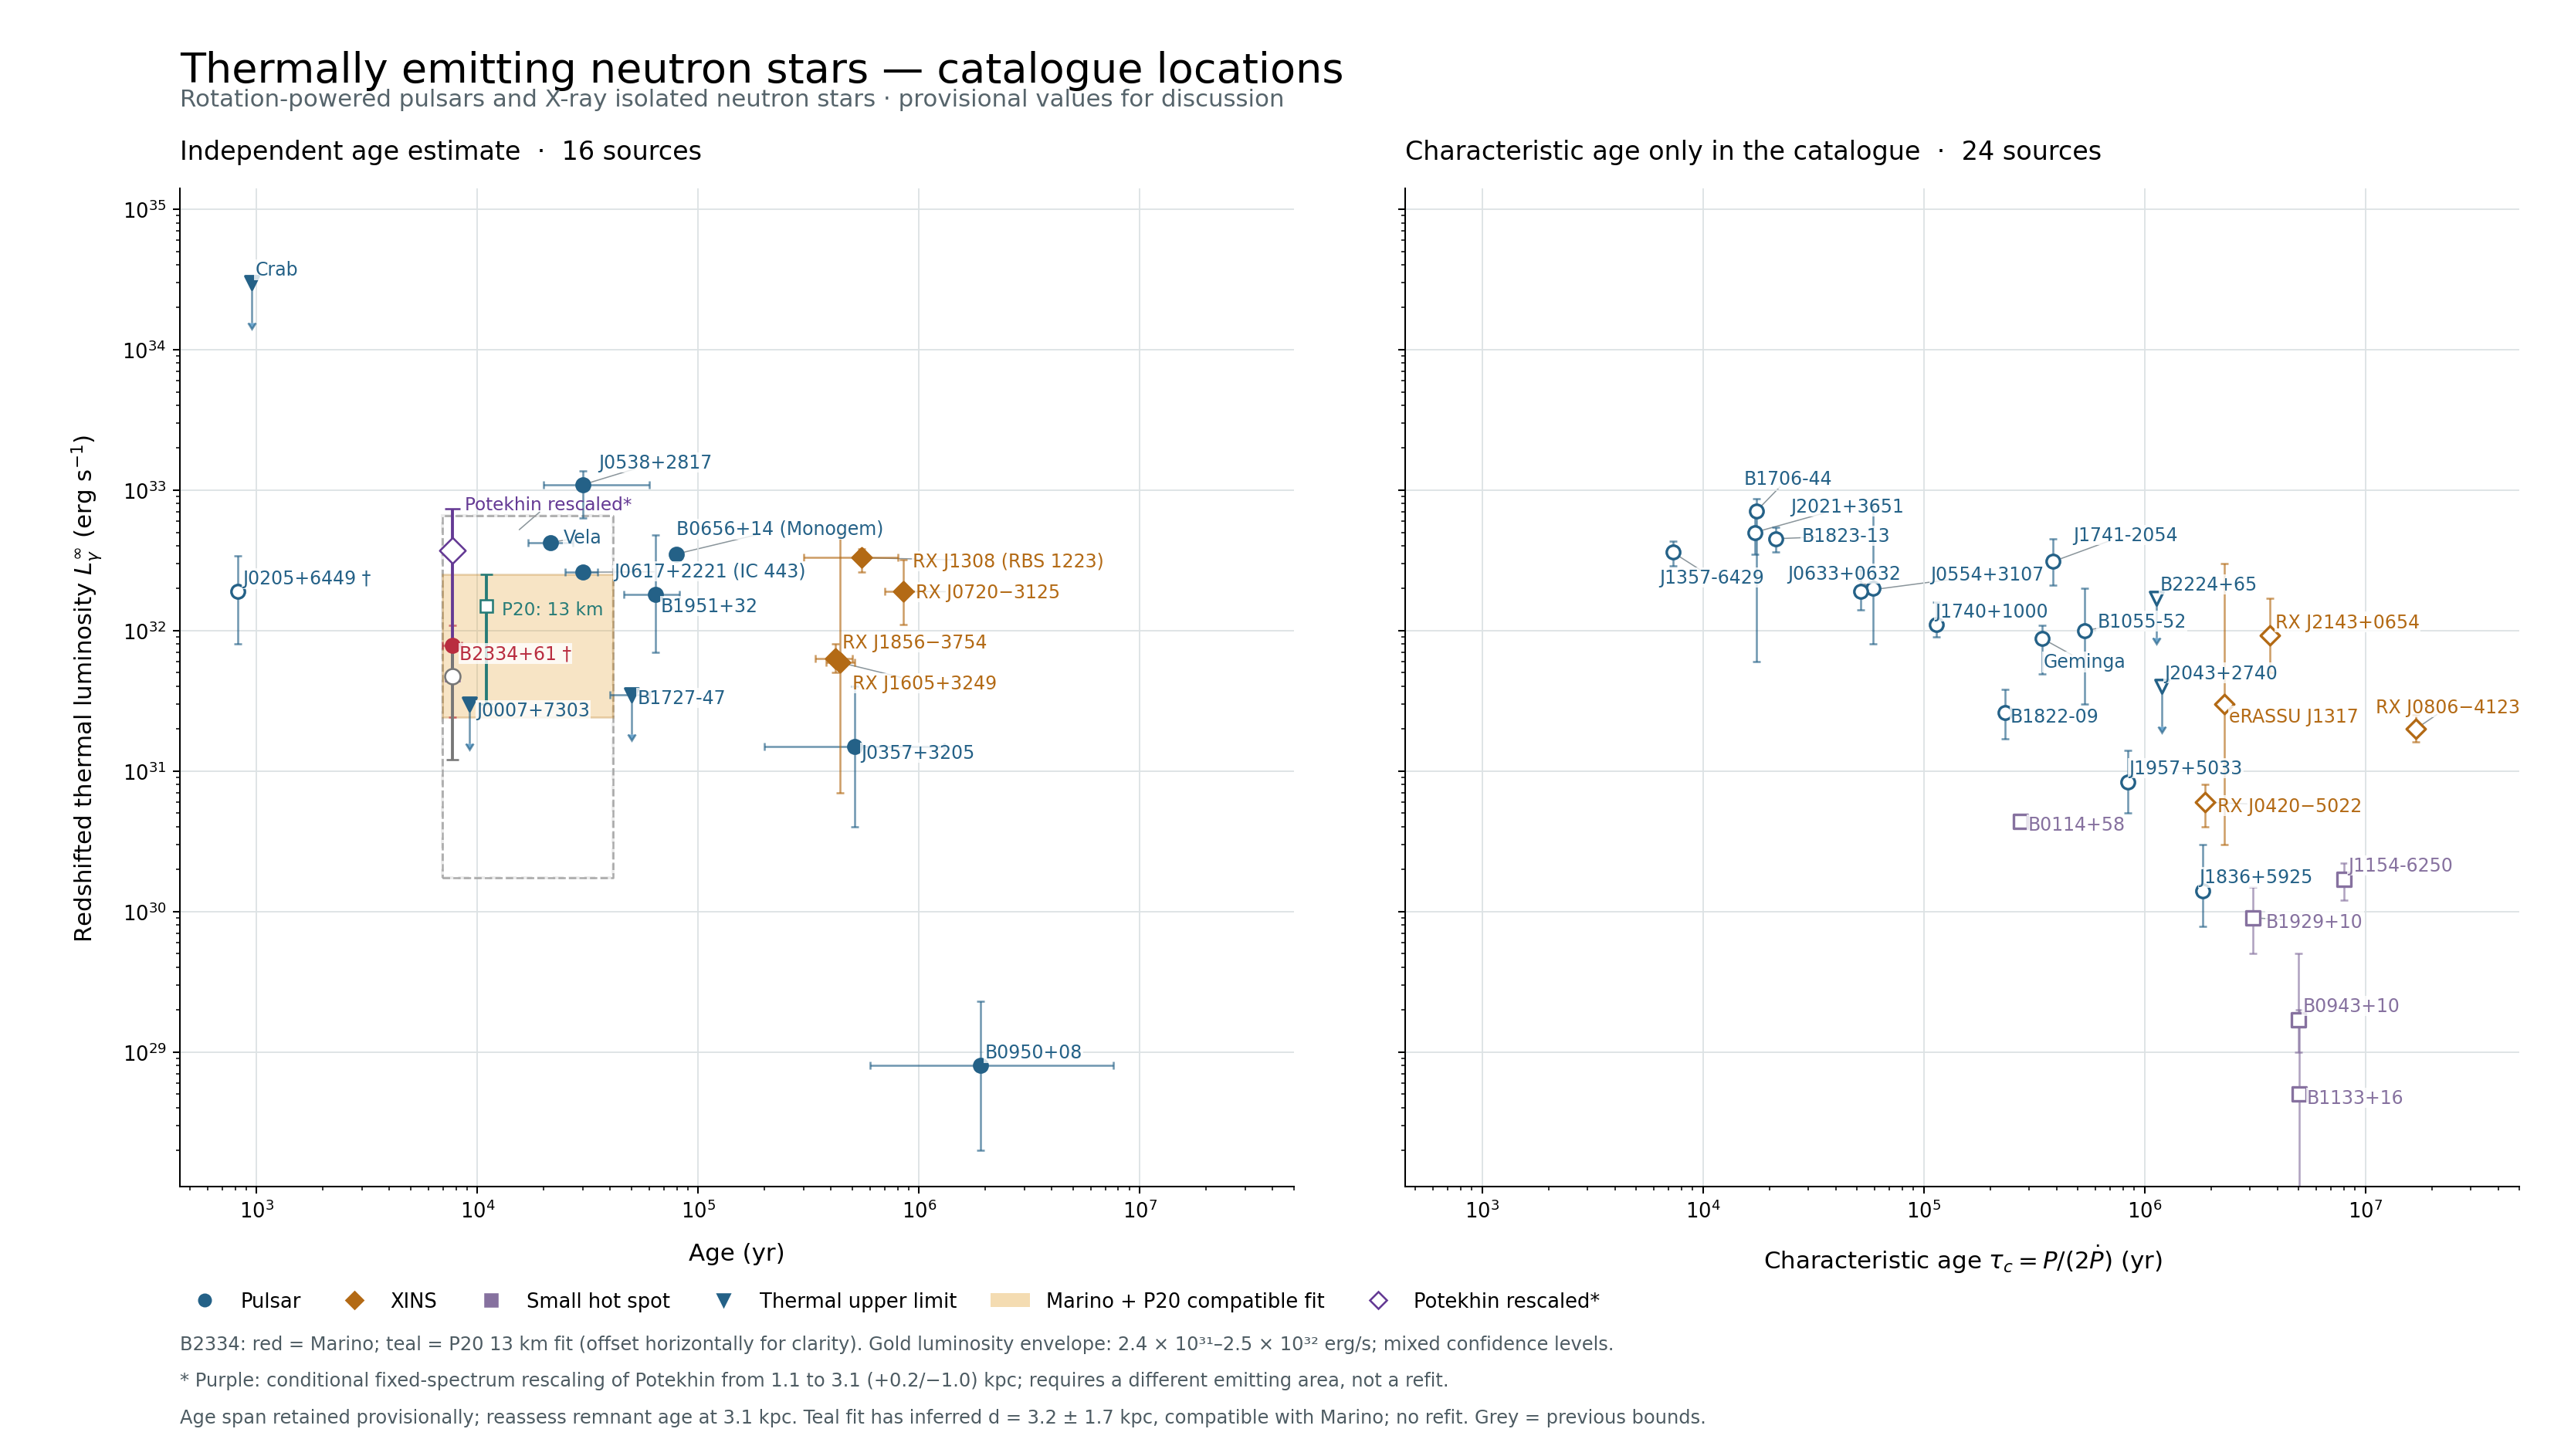 Thermally emitting neutron stars — catalogue locations
Rotation-powered pulsars and X-ray isolated neutron stars · provisional values for discussion
Independent age estimate · 16 sources
Redshifted thermal luminosity L_γ^∞ (erg s⁻¹)
10³⁵
10³⁴
10³³
10³²
10³¹
10³⁰
10²⁹
Crab
J0538+2817
Potekhin rescaled*
Vela
B0656+14 (Monogem)
RX J1308 (RBS 1223)
J0205+6449 †
J0617+2221 (IC 443)
RX J0720−3125
P20: 13 km
B1951+32
RX J1856−3754
B2334+61 †
RX J1605+3249
B1727-47
J0007+7303
J0357+3205
B0950+08
10³
10⁴
10⁵
10⁶
10⁷
Age (yr)
Characteristic age only in the catalogue · 24 sources
B1706-44
J2021+3651
B1823-13
J1741-2054
J1357-6429
J0633+0632
J0554+3107
B2224+65
J1740+1000
B1055-52
RX J2143+0654
Geminga
J2043+2740
B1822-09
eRASSU J1317
RX J0806−4123
J1957+5033
RX J0420−5022
B0114+58
J1836+5925
J1154-6250
B1929+10
B0943+10
B1133+16
10³
10⁴
10⁵
10⁶
10⁷
Characteristic age τ_c = P/(2Ṗ) (yr)
Pulsar
XINS
Small hot spot
Thermal upper limit
Marino + P20 compatible fit
Potekhin rescaled*
B2334: red = Marino; teal = P20 13 km fit (offset horizontally for clarity). Gold luminosity envelope: 2.4 × 10³¹–2.5 × 10³² erg/s; mixed confidence levels.
* Purple: conditional fixed-spectrum rescaling of Potekhin from 1.1 to 3.1 (+0.2/−1.0) kpc; requires a different emitting area, not a refit.
Age span retained provisionally; reassess remnant age at 3.1 kpc. Teal fit has inferred d = 3.2 ± 1.7 kpc, compatible with Marino; no refit. Grey = previous bounds.